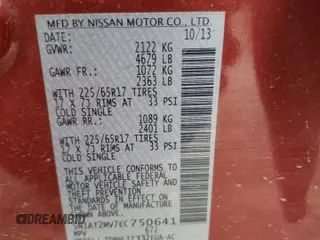 MFD BY NISSAN MOTOR CO., LTD.
DATE: 10/13
GVWR: 2122 KG
4679 LB
GAWR FR.: 1072 KG
2363 LB
WITH 225/65R17 TIRES
17 X 7J RIMS AT 33 PSI
COLD SINGLE
GAWR RR.: 1089 KG
2401 LB
WITH 225/65R17 TIRES
17 X 7J RIMS AT 33 PSI
COLD SINGLE
THIS VEHICLE CONFORMS TO
ALL APPLICABLE FEDERAL
MOTOR VEHICLE SAFETY
AND THEFT PREVENTION
STANDARDS IN EFFECT ON
THE DATE OF MANUFACTURE
SHOWN ABOVE.
5N1AT2MV7EC750641
MPV 672
DREAMBID